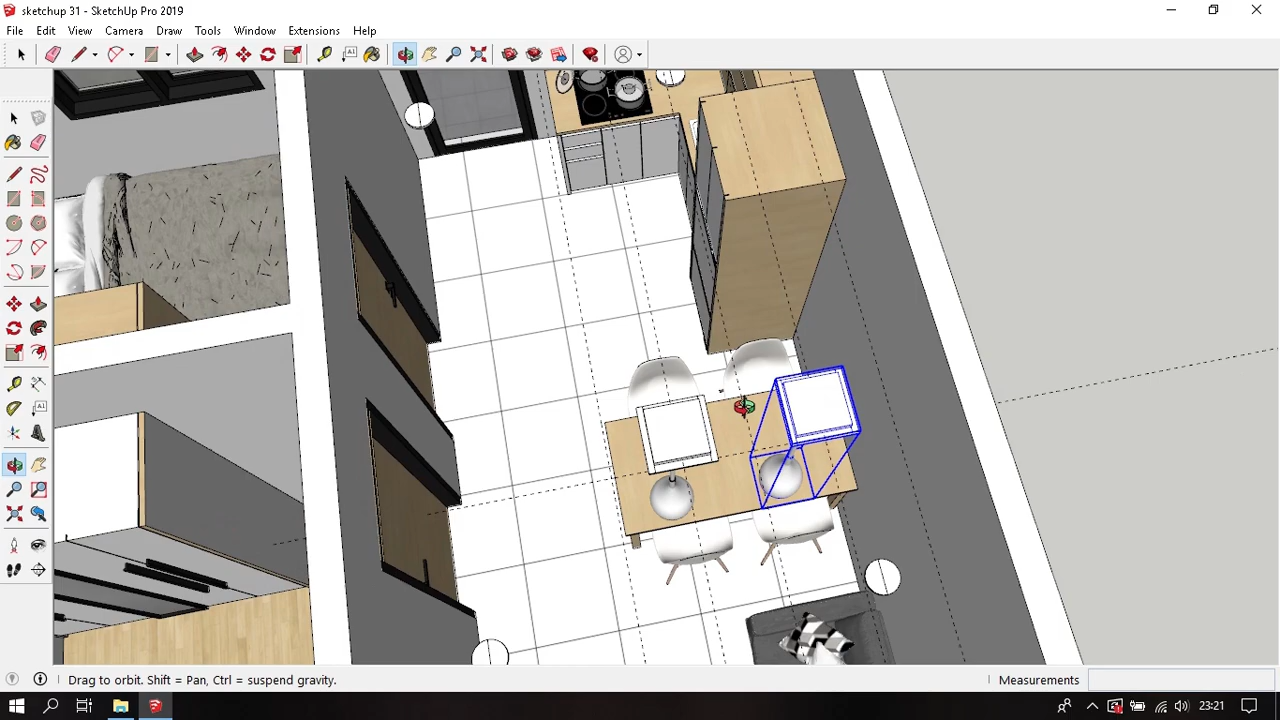 sketchup 31 - SketchUp Pro 2019
File Edit View Camera Draw Tools Window Extensions Help
Drag to orbit. Shift = Pan, Ctrl = suspend gravity.
Measurements
23:21